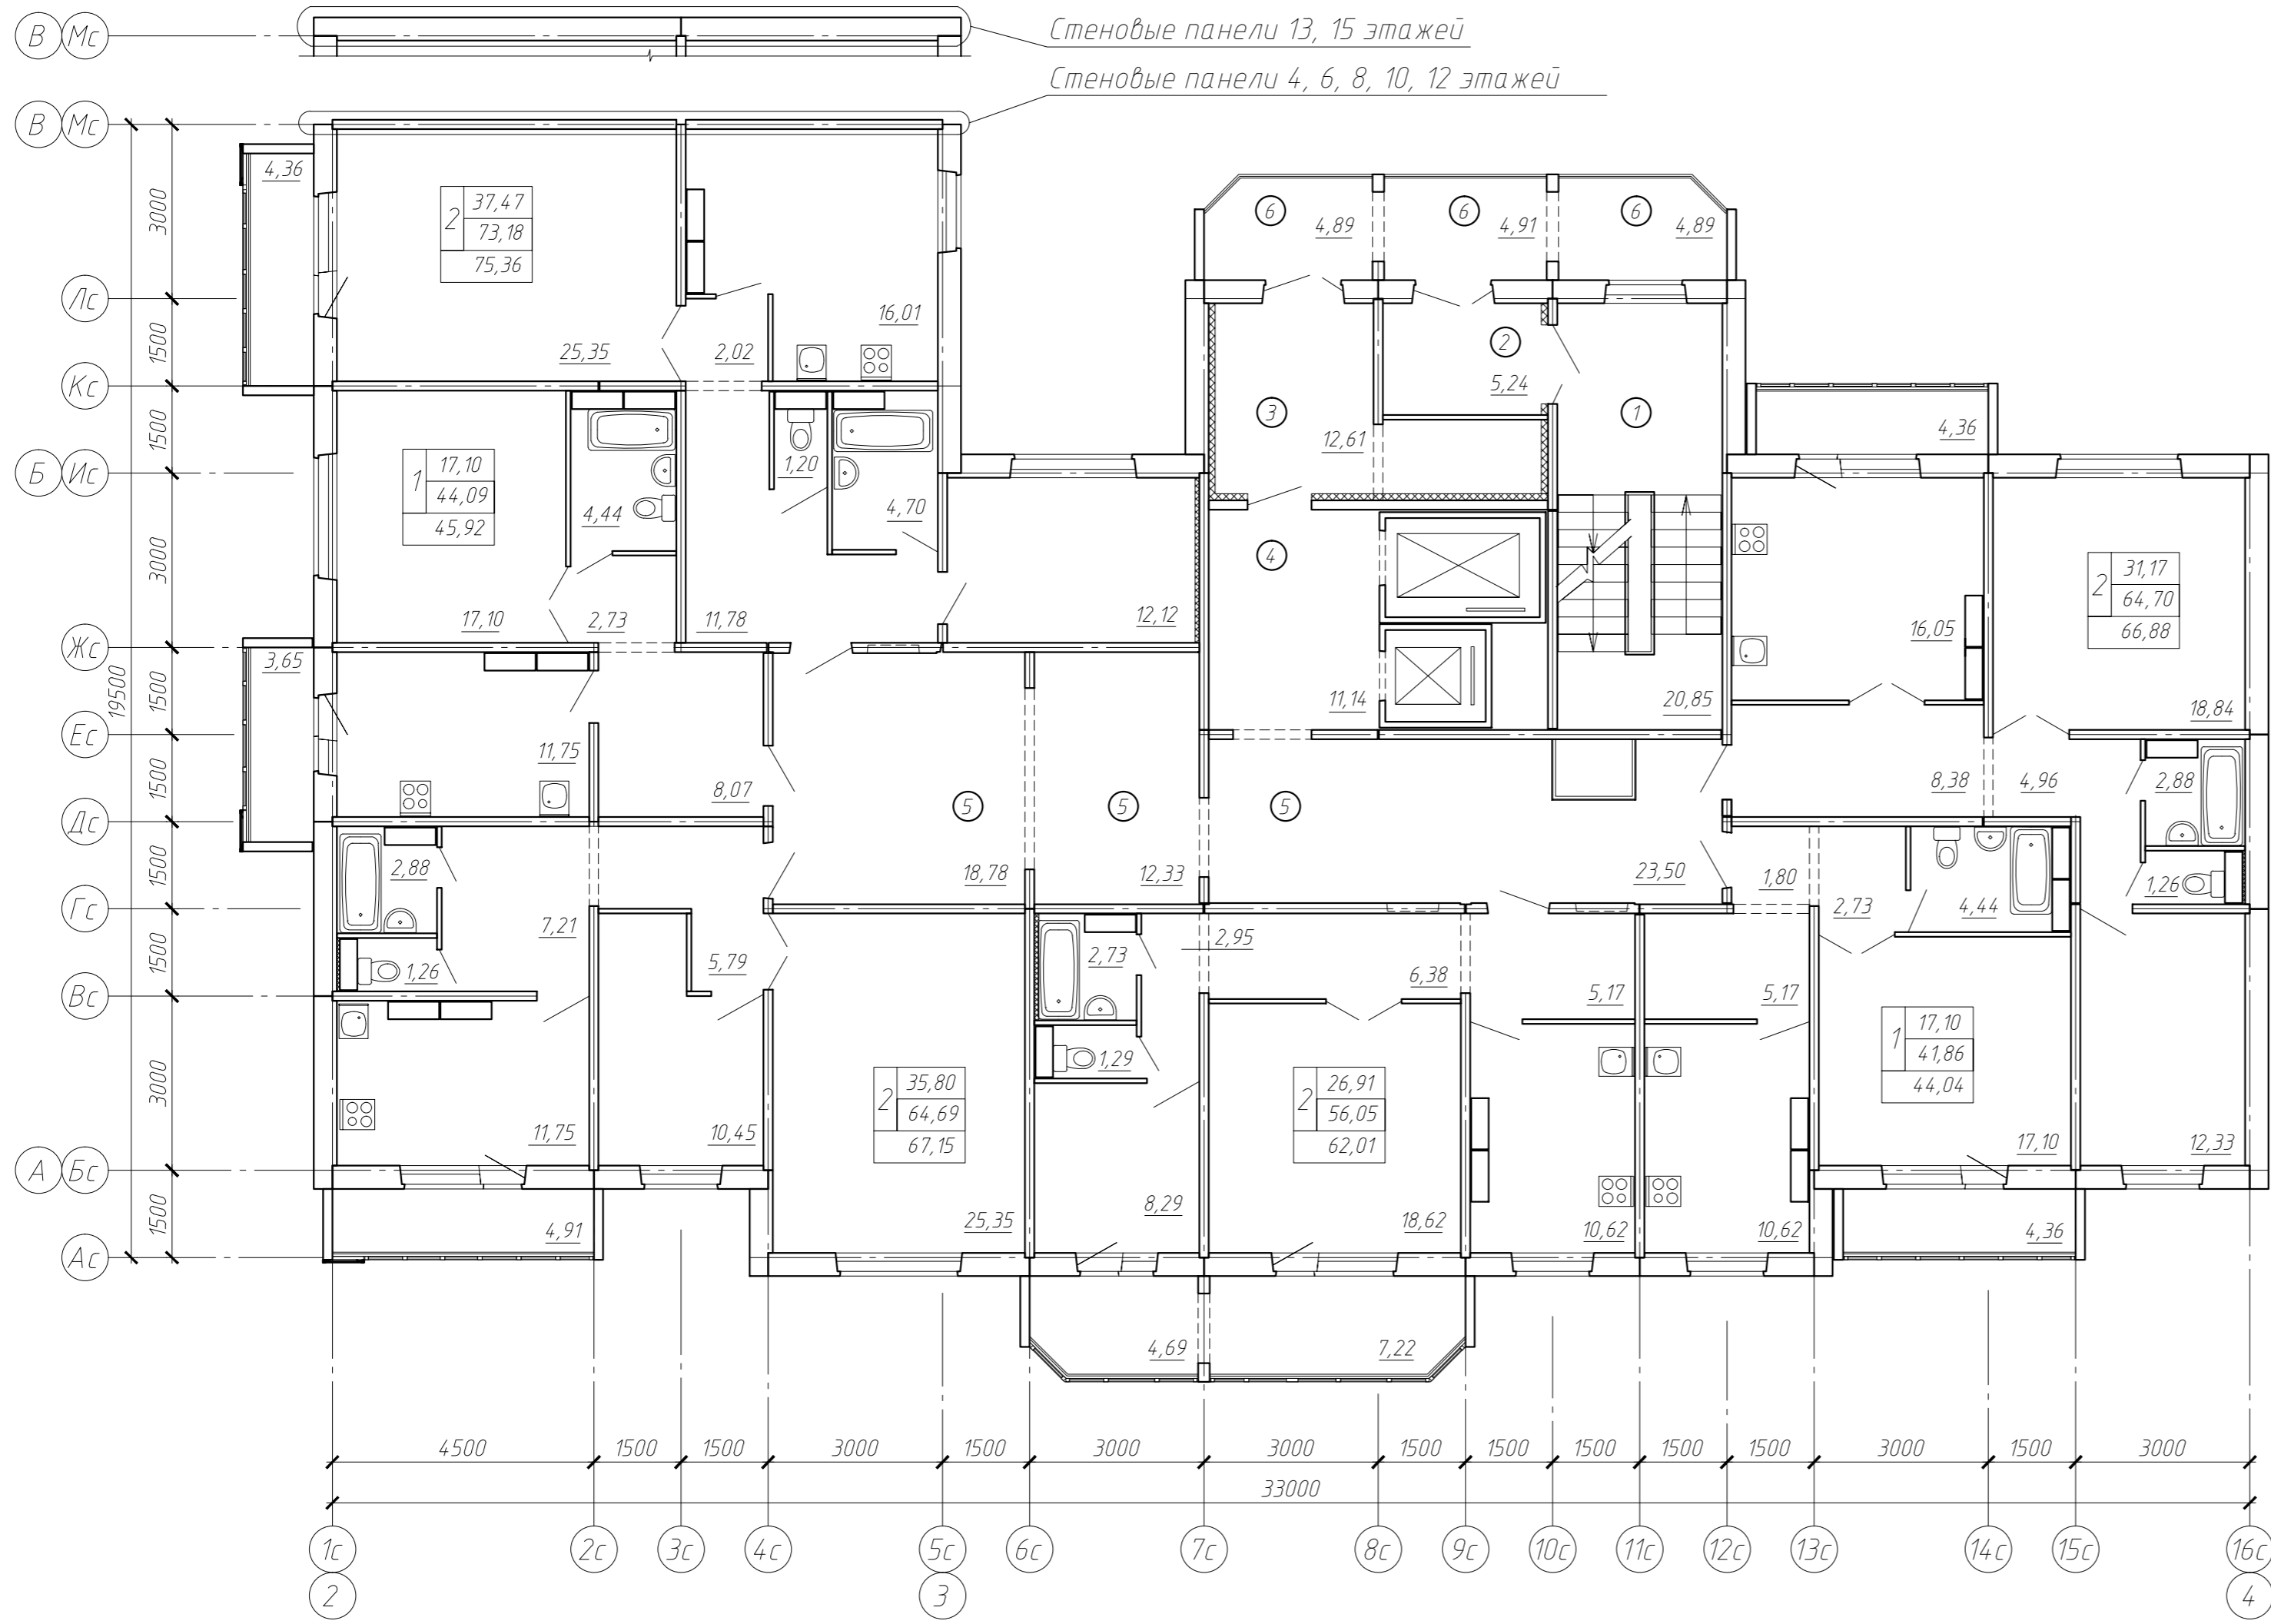 В Мс
Стеновые панели 13, 15 этажей
Стеновые панели 4, 6, 8, 10, 12 этажей
В Мс
4,36
2 37,47
73,18
75,36
6 6 6
4,89 4,91 4,89
3000
Лс
16,01
25,35 2,02
2
1500
Кс
5,24
3 1
4,36
1500
12,61
1 17,10
44,09
45,92
1,20
Б Ис
4,44 4,70
4
3000
2 31,17
64,70
66,88
17,10 2,73 11,78 12,12
16,05
Жс
3,65
19500
1500
11,14 20,85 18,84
Ес
11,75
8,38 4,96 2,88
1500
8,07
5 5 5
Дс
2,88
18,78 12,33 23,50 1,80
1,26
1500
Гс
7,21 2,73 4,44
2,95
5,79 2,73
1,26 6,38
1500
5,17 5,17
Вс
1 17,10
41,86
44,04
1,29
3000
2 35,80
64,69
67,15
2 26,91
56,05
62,01
11,75 10,45 17,10 12,33
А Бс
8,29
4,91 25,35 18,62 10,62 10,62 4,36
1500
Ас
4,69 7,22
4500 1500 1500 3000 1500 3000 3000 1500 1500 1500 1500 1500 3000 1500 3000
33000
1с 2с 3с 4с 5с 6с 7с 8с 9с 10с 11с 12с 13с 14с 15с 16с
2 3 4